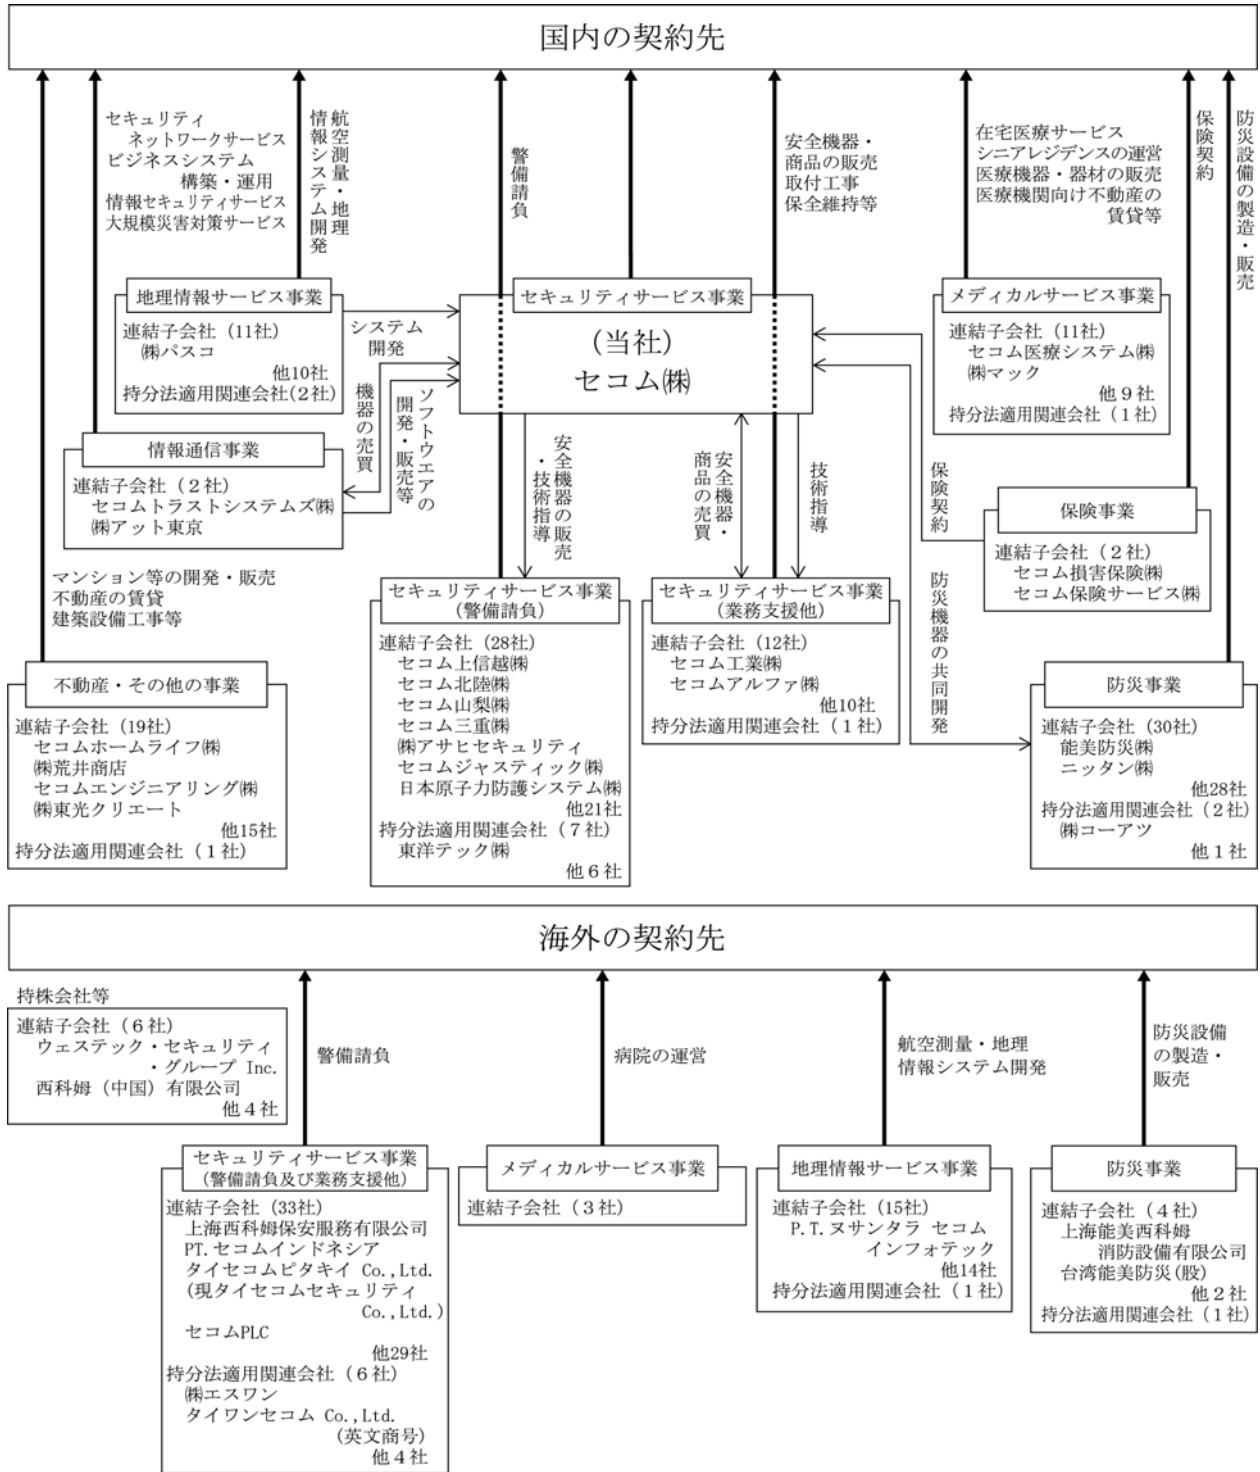 国内の契約先
セキュリティ
ネットワークサービス
ビジネスシステム
構築・運用
情報セキュリティサービス
大規模災害対策サービス
航空測量・地理
情報システム開発
警備請負
安全機器・
商品の販売
取付工事
保全維持等
在宅医療サービス
シニアレジデンスの運営
医療機器・器材の販売
医療機関向け不動産の
賃貸等
保険契約
防災設備の製造・販売
地理情報サービス事業
連結子会社(11社)
㈱パスコ
他10社
持分法適用関連会社(2社)
システム
開発
セキュリティサービス事業
(当社)
セコム㈱
メディカルサービス事業
連結子会社(11社)
セコム医療システム㈱
㈱マック
他9社
持分法適用関連会社(1社)
情報通信事業
連結子会社(2社)
セコムトラストシステムズ㈱
㈱アット東京
機器の売買
ソフトウエアの
開発・販売等
安全機器の販売
・技術指導
安全機器・
商品の売買
技術指導
保険契約
保険事業
連結子会社(2社)
セコム損害保険㈱
セコム保険サービス㈱
防災機器の共同開発
マンション等の開発・販売
不動産の賃貸
建築設備工事等
不動産・その他の事業
連結子会社(19社)
セコムホームライフ㈱
㈱荒井商店
セコムエンジニアリング㈱
㈱東光クリエート
他15社
持分法適用関連会社(1社)
セキュリティサービス事業
(警備請負)
連結子会社(28社)
セコム上信越㈱
セコム北陸㈱
セコム山梨㈱
セコム三重㈱
㈱アサヒセキュリティ
セコムジャスティック㈱
日本原子力防護システム㈱
他21社
持分法適用関連会社(7社)
東洋テック㈱
他6社
セキュリティサービス事業
(業務支援他)
連結子会社(12社)
セコム工業㈱
セコムアルファ㈱
他10社
持分法適用関連会社(1社)
防災事業
連結子会社(30社)
能美防災㈱
ニッタン㈱
他28社
持分法適用関連会社(2社)
㈱コーアツ
他1社
海外の契約先
持株会社等
連結子会社(6社)
ウェステック・セキュリティ
・グループ Inc.
西科姆(中国)有限公司
他4社
警備請負
病院の運営
航空測量・地理
情報システム開発
防災設備
の製造・
販売
セキュリティサービス事業
(警備請負及び業務支援他)
連結子会社(33社)
上海西科姆保安服務有限公司
PT.セコムインドネシア
タイセコムピタキイ Co.,Ltd.
(現タイセコムセキュリティ
Co.,Ltd.)
セコムPLC
他29社
持分法適用関連会社(6社)
㈱エスワン
タイワンセコム Co.,Ltd.
(英文商号)
他4社
メディカルサービス事業
連結子会社(3社)
地理情報サービス事業
連結子会社(15社)
P.T.ヌサンタラ セコム
インフォテック
他14社
持分法適用関連会社(1社)
防災事業
連結子会社(4社)
上海能美西科姆
消防設備有限公司
台湾能美防災(股)
他2社
持分法適用関連会社(1社)